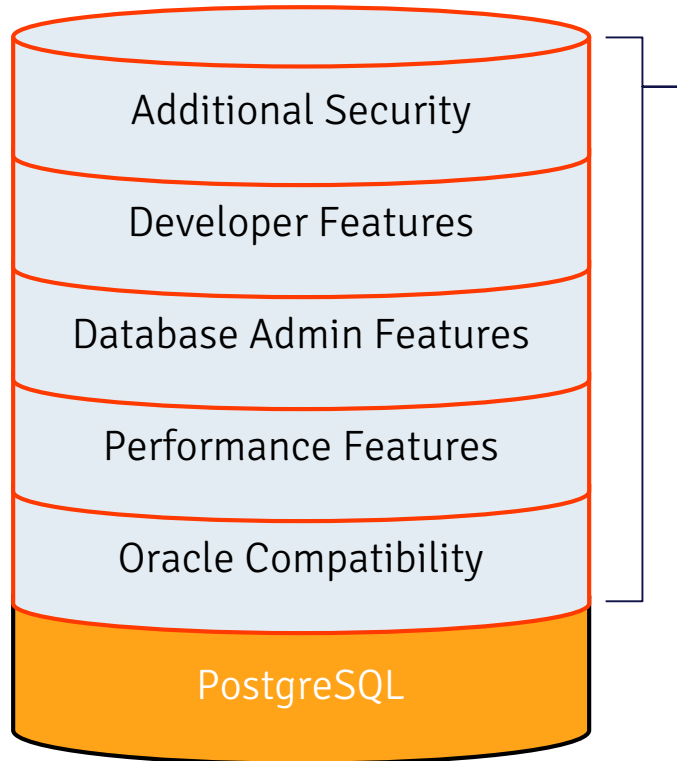 Additional Security
Developer Features
Database Admin Features
Performance Features
Oracle Compatibility
PostgreSQL